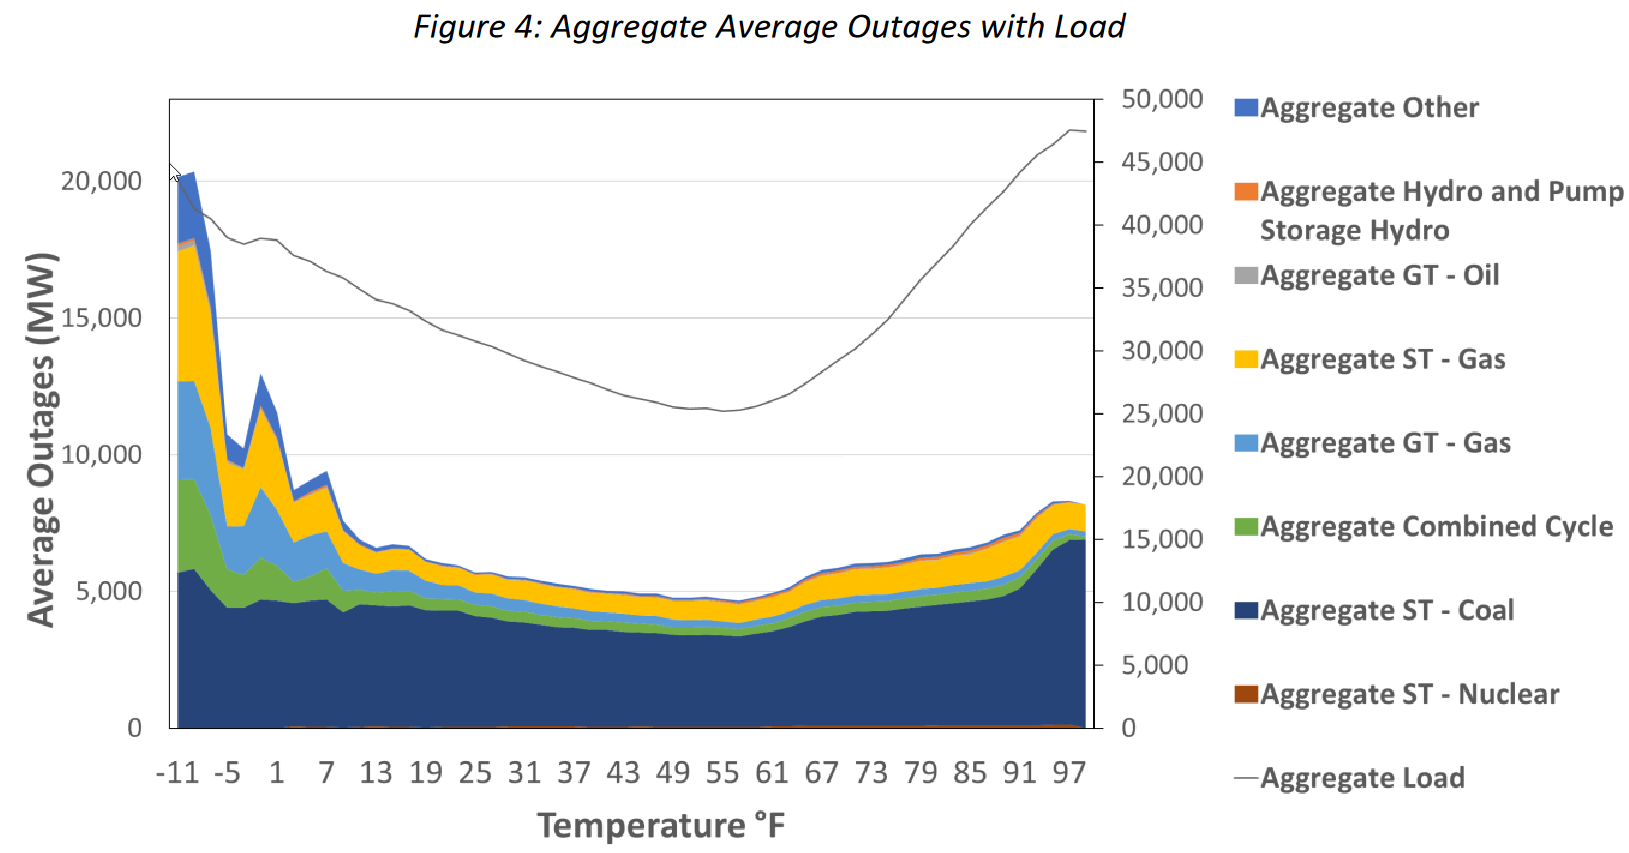 Figure 4: Aggregate Average Outages with Load
Average Outages (MW)
20,000
15,000
10,000
5,000
0
50,000
45,000
40,000
35,000
30,000
25,000
20,000
15,000
10,000
5,000
0
-11 -5 1 7 13 19 25 31 37 43 49 55 61 67 73 79 85 91 97
Temperature °F
Aggregate Other
Aggregate Hydro and Pump
Storage Hydro
Aggregate GT - Oil
Aggregate ST - Gas
Aggregate GT - Gas
Aggregate Combined Cycle
Aggregate ST - Coal
Aggregate ST - Nuclear
Aggregate Load